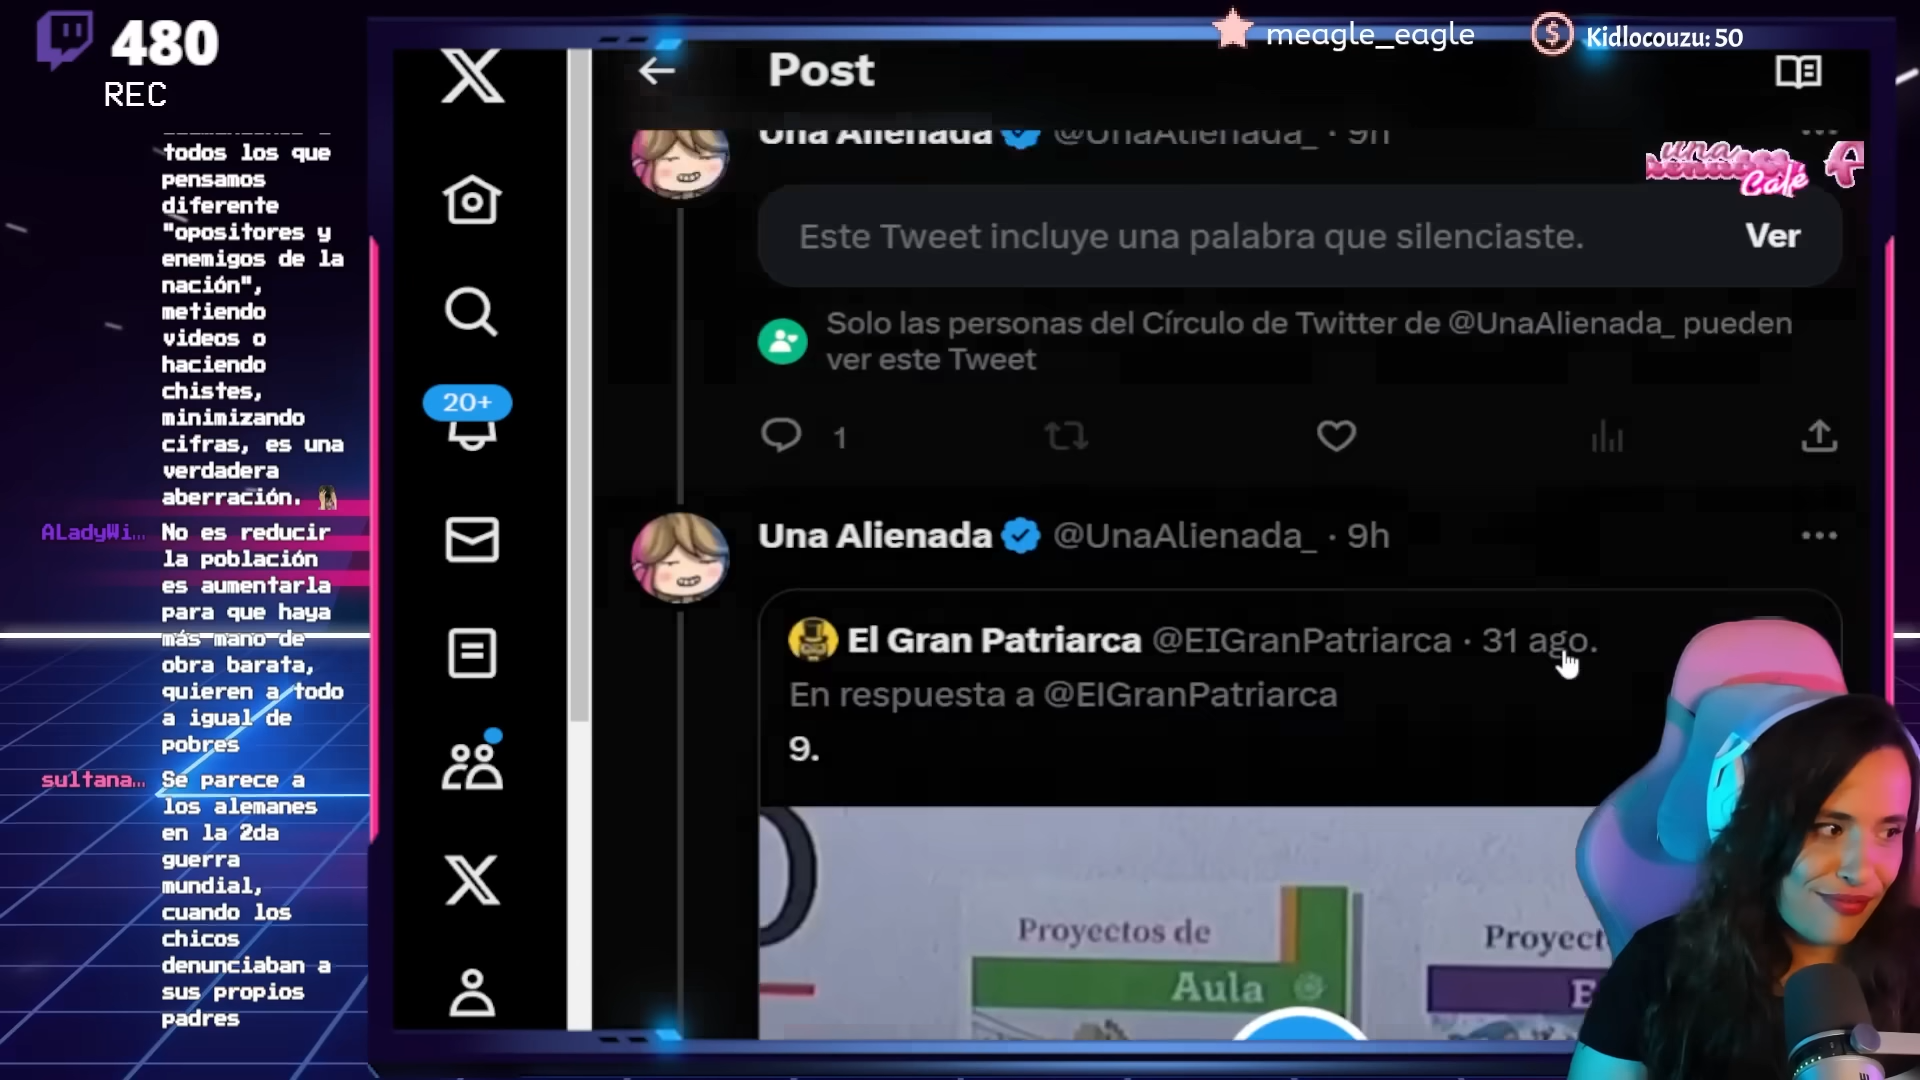 480
REC
meagle_eagle
Kidlocouzu: 50
todos los que
pensamos
diferente
"opositores y
enemigos de la
nación",
metiendo
videos o
haciendo
chistes,
minimizando
cifras, es una
verdadera
aberración.
ALadyWi… No es reducir
la población
es aumentarla
para que haya
más mano de
obra barata,
quieren a todo
a igual de
pobres
sultana… Se parece a
los alemanes
en la 2da
guerra
mundial,
cuando los
chicos
denunciaban a
sus propios
padres
20+
Post
Una Alienada @UnaAlienada_ · 9h
Este Tweet incluye una palabra que silenciaste.
Ver
Solo las personas del Círculo de Twitter de @UnaAlienada_ pueden
ver este Tweet
1
Una Alienada @UnaAlienada_ · 9h
El Gran Patriarca @ElGranPatriarca · 31 ago.
En respuesta a @ElGranPatriarca
9.
Proyectos de
Aula
Proyect
E
una
Café